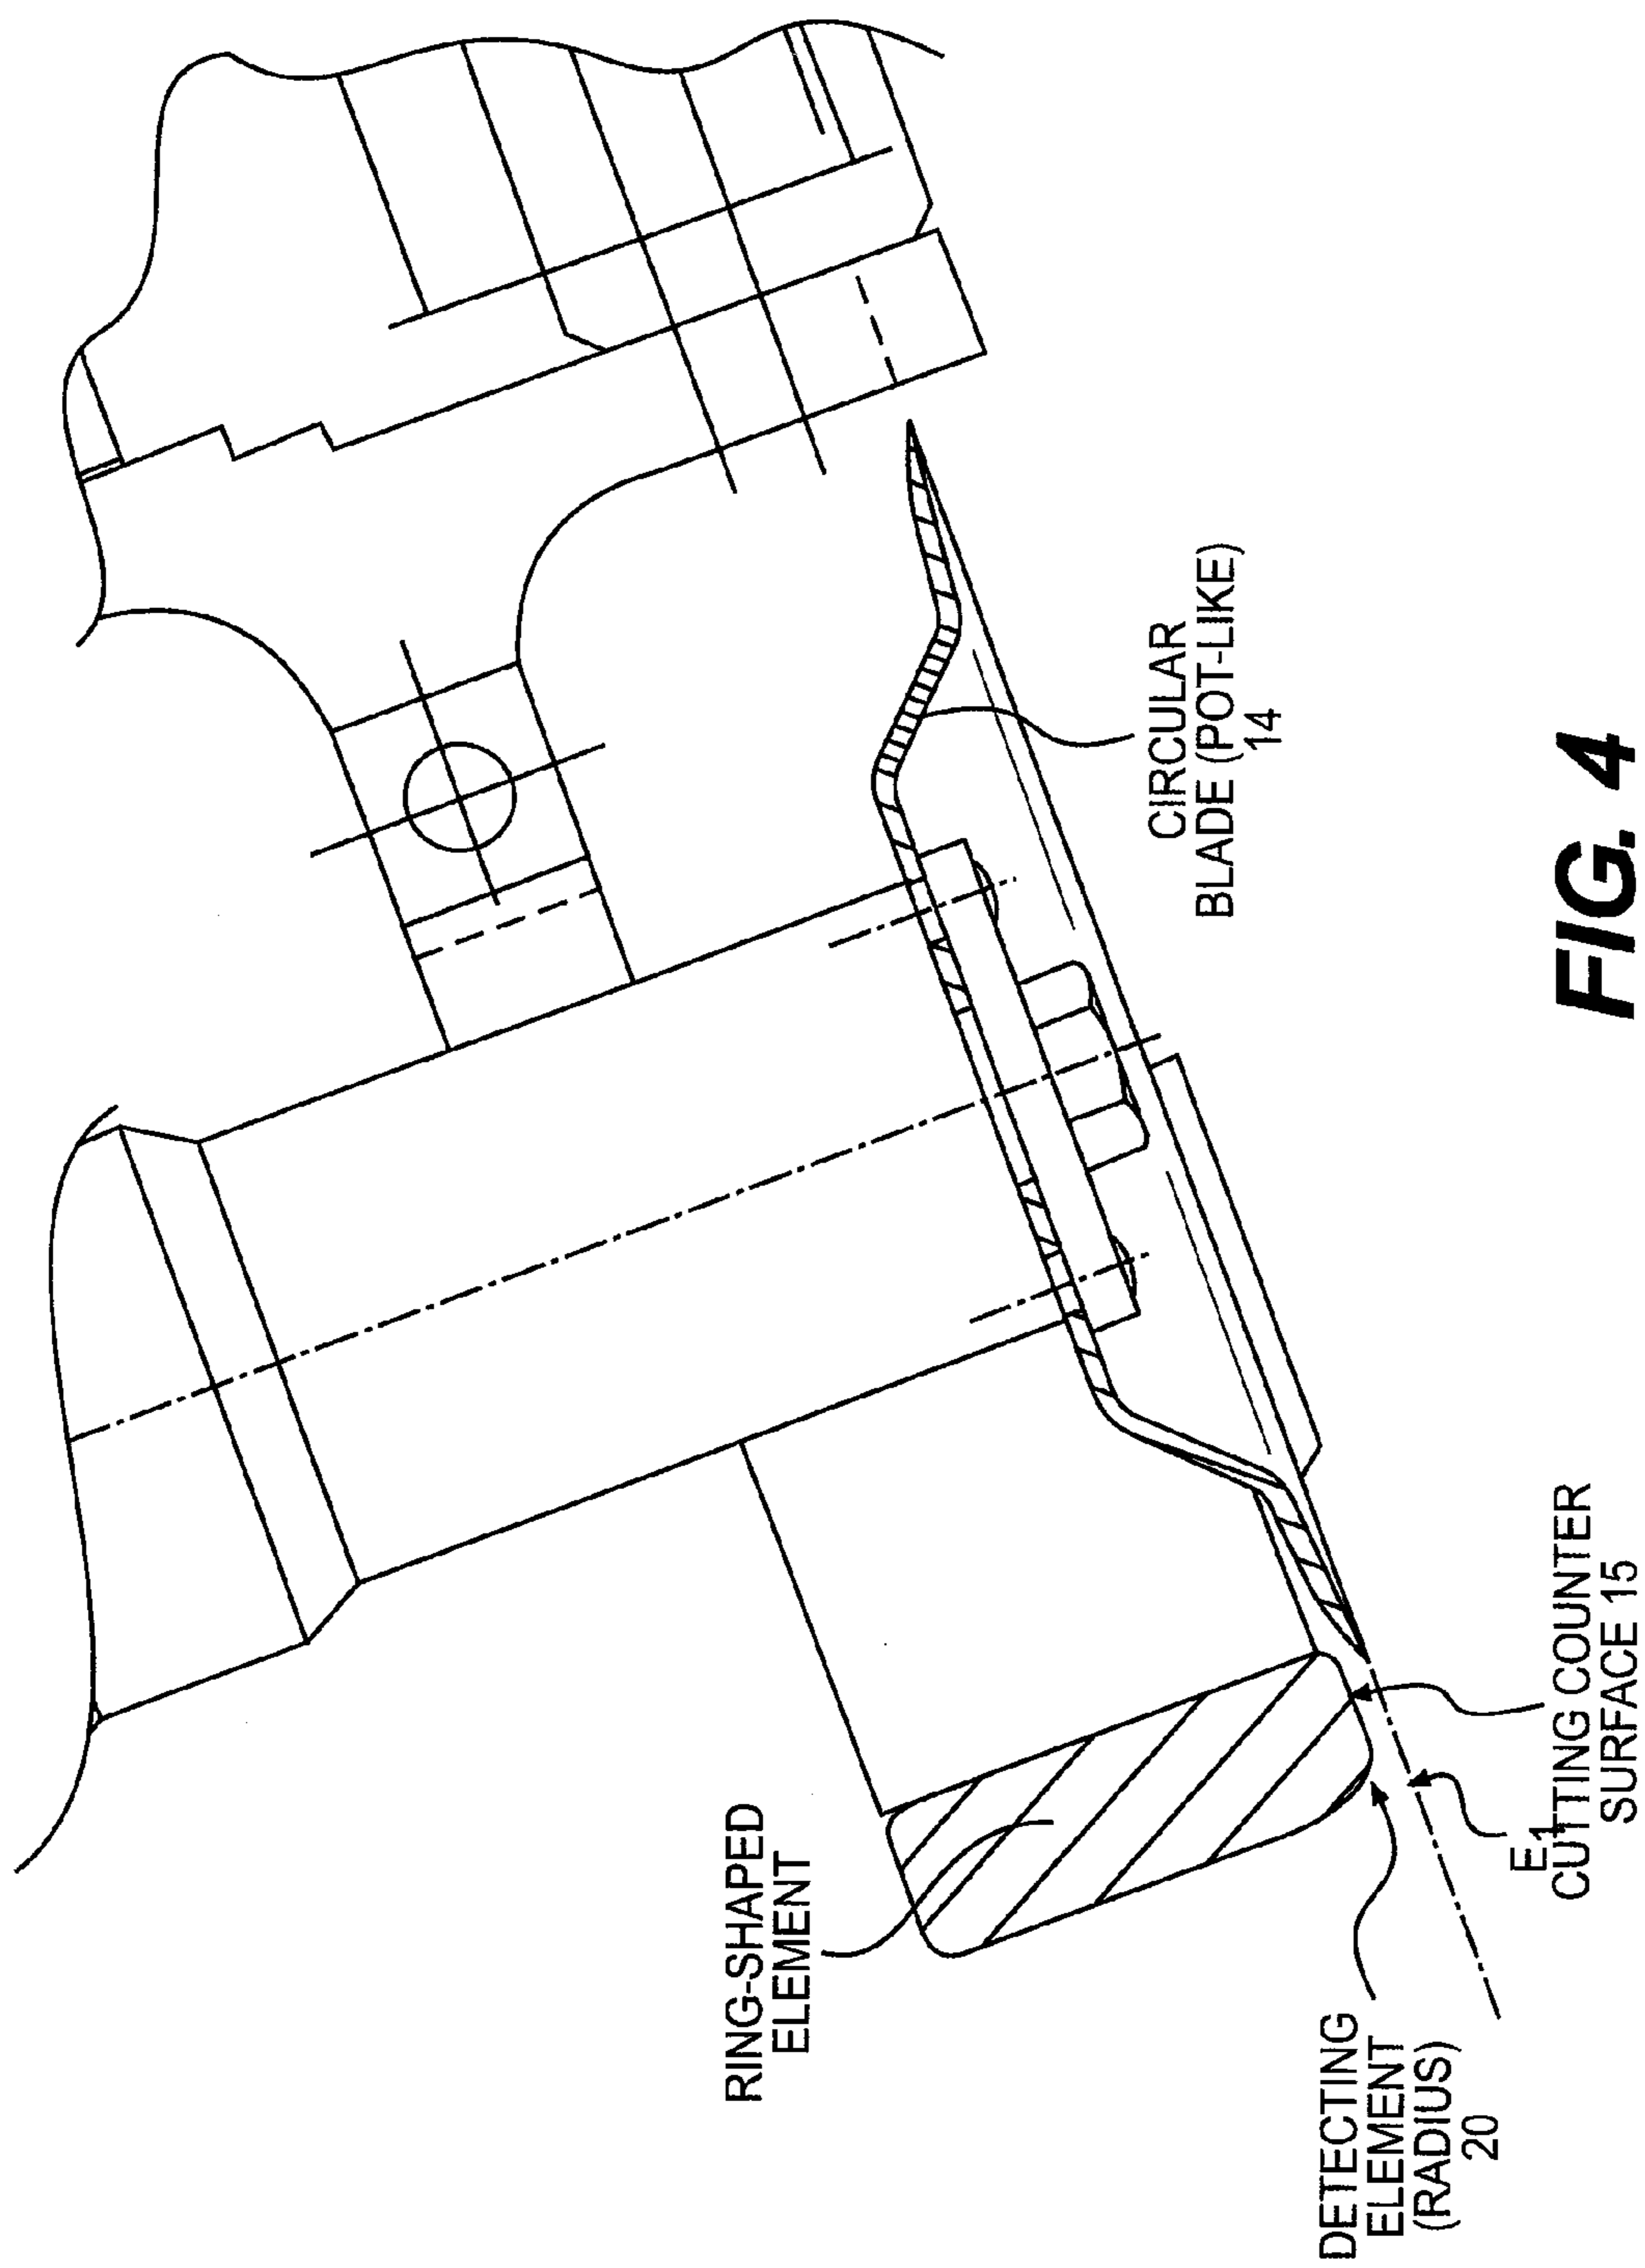 RING-SHAPED
ELEMENT
DETECTING
ELEMENT
(RADIUS)
20
E1
CUTTING COUNTER
SURFACE 15
CIRCULAR
BLADE (POT-LIKE)
14
FIG. 4